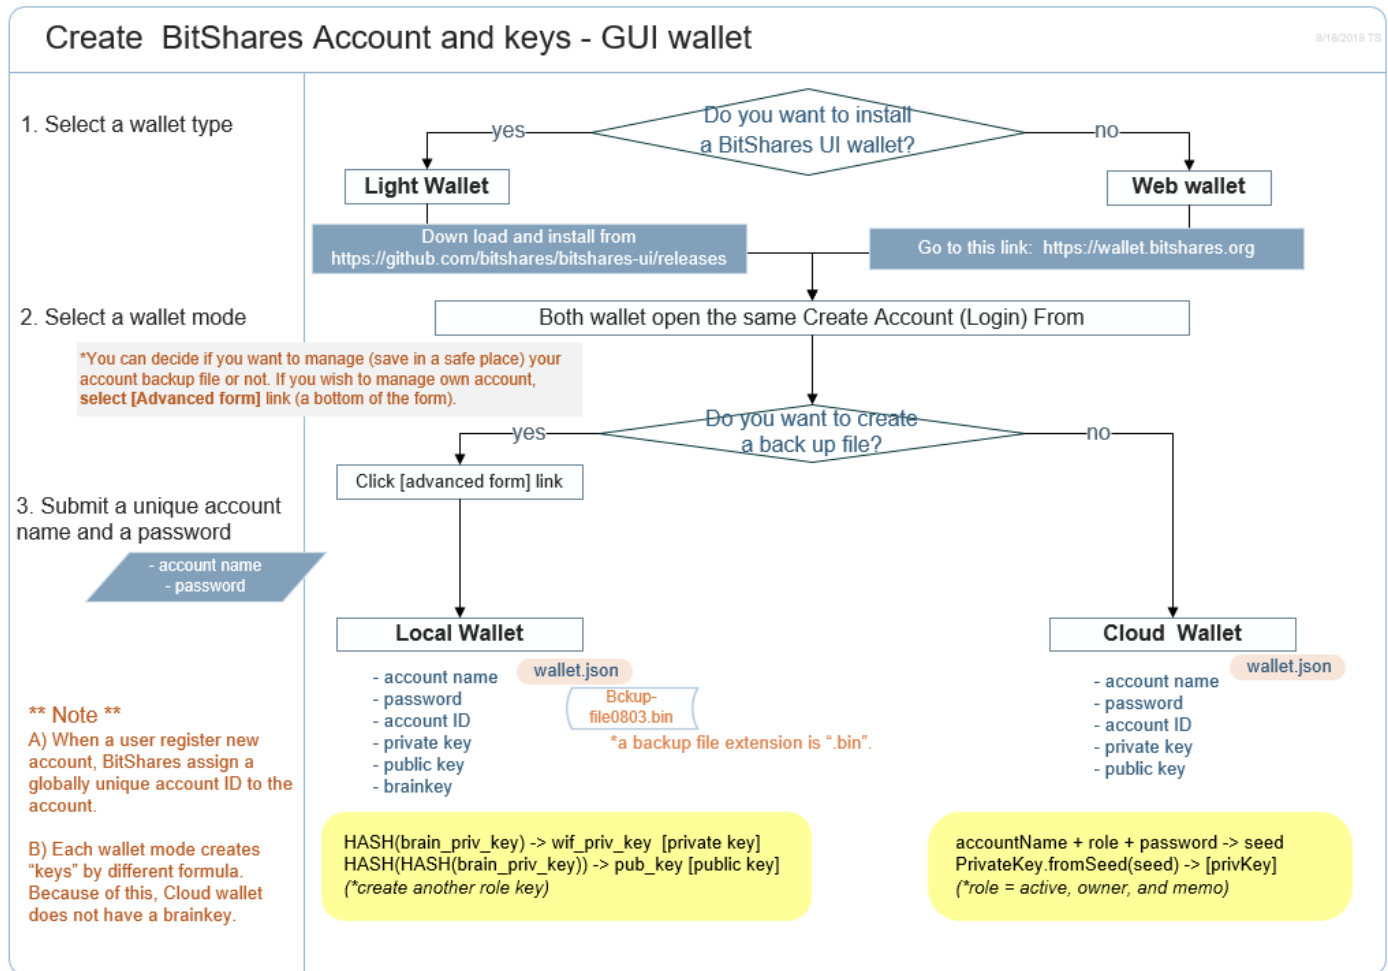 Create BitShares Account and keys - GUI wallet
8/18/2018 TS
1. Select a wallet type
Do you want to install
a BitShares UI wallet?
yes
no
Light Wallet
Web wallet
Down load and install from
https://github.com/bitshares/bitshares-ui/releases
Go to this link: https://wallet.bitshares.org
2. Select a wallet mode
Both wallet open the same Create Account (Login) From
*You can decide if you want to manage (save in a safe place) your
account backup file or not. If you wish to manage own account,
select [Advanced form] link (a bottom of the form).
Do you want to create
a back up file?
yes
no
Click [advanced form] link
3. Submit a unique account
name and a password
- account name
- password
Local Wallet
wallet.json
- account name
- password
- account ID
- private key
- public key
- brainkey
Bckup-
file0803.bin
*a backup file extension is “.bin”.
Cloud Wallet
wallet.json
- account name
- password
- account ID
- private key
- public key
** Note **
A) When a user register new
account, BitShares assign a
globally unique account ID to the
account.
B) Each wallet mode creates
“keys” by different formula.
Because of this, Cloud wallet
does not have a brainkey.
HASH(brain_priv_key) -> wif_priv_key [private key]
HASH(HASH(brain_priv_key)) -> pub_key [public key]
(*create another role key)
accountName + role + password -> seed
PrivateKey.fromSeed(seed) -> [privKey]
(*role = active, owner, and memo)